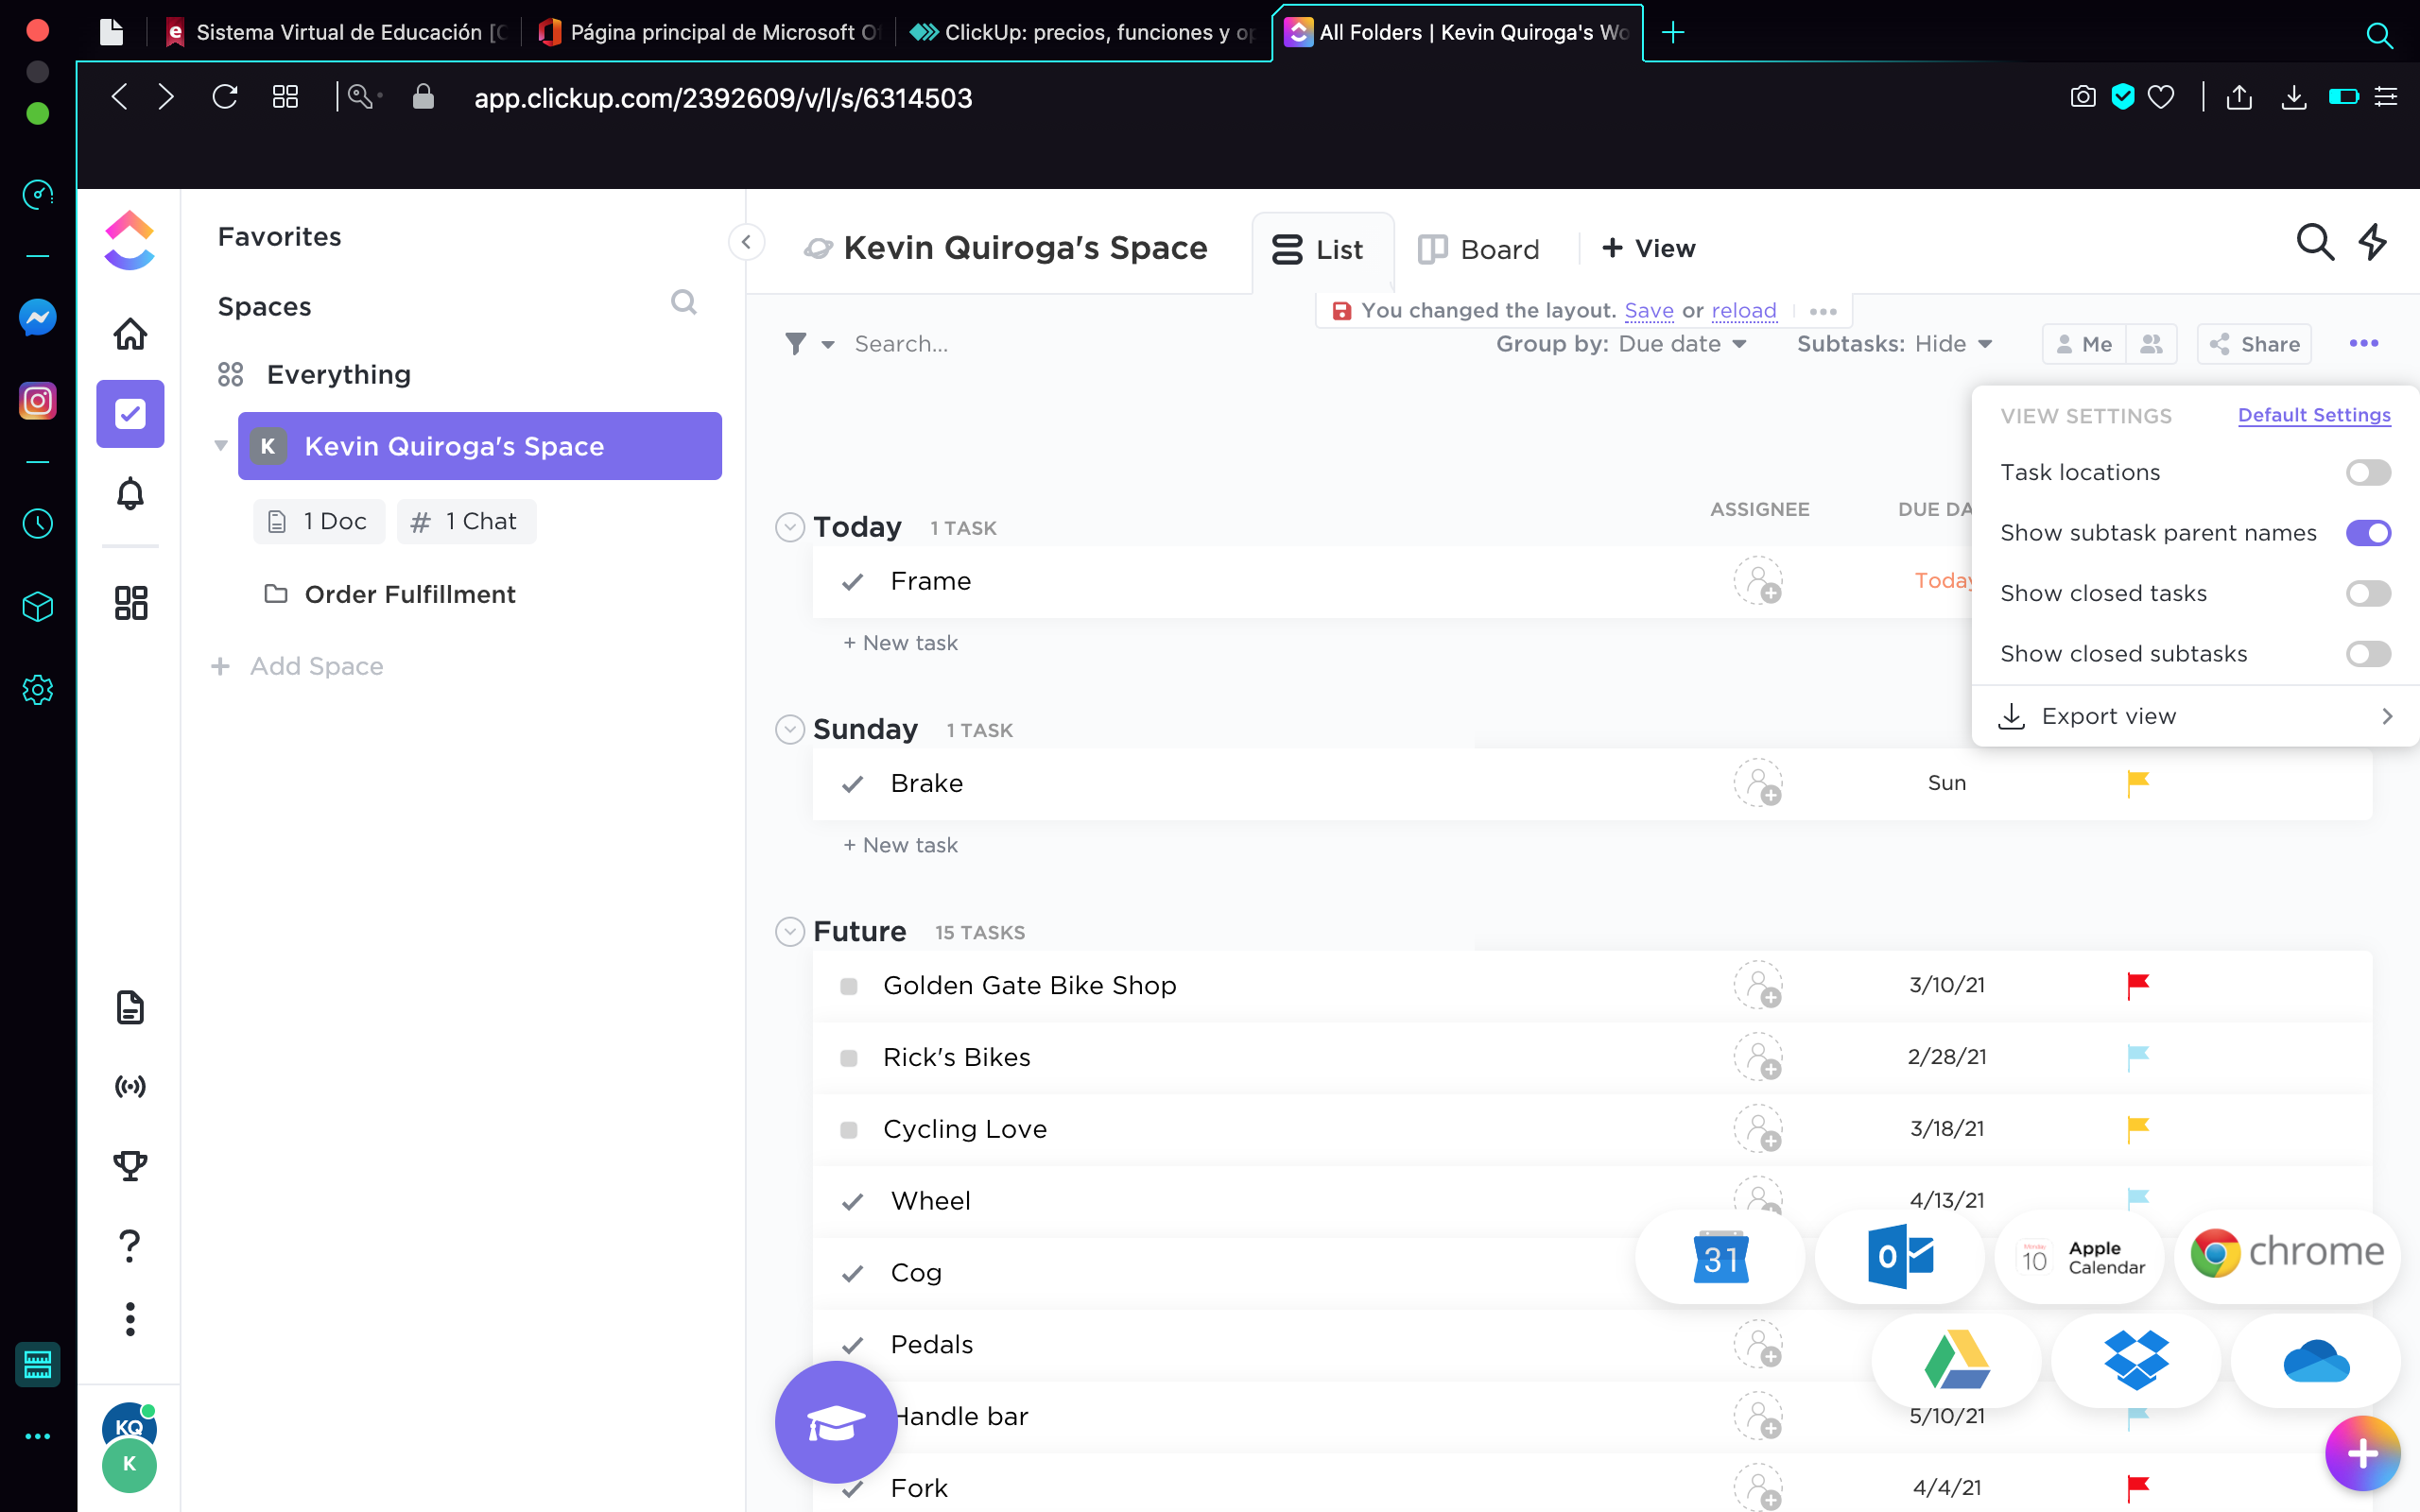 Sistema Virtual de Educación [
Página principal de Microsoft O
ClickUp: precios, funciones y op
All Folders | Kevin Quiroga's Wo
app.clickup.com/2392609/v/l/s/6314503
Favorites
Spaces
Everything
K Kevin Quiroga's Space
1 Doc
# 1 Chat
Order Fulfillment
+ Add Space
KQ
K
Kevin Quiroga's Space
List
Board
+ View
You changed the layout. Save or reload
Search...
Group by: Due date
Subtasks: Hide
Me
Share
VIEW SETTINGS
Default Settings
Task locations
Show subtask parent names
Show closed tasks
Show closed subtasks
Export view
ASSIGNEE
DUE DA
Today 1 TASK
Frame Today
+ New task
Sunday 1 TASK
Brake Sun
+ New task
Future 15 TASKS
Golden Gate Bike Shop 3/10/21
Rick's Bikes 2/28/21
Cycling Love 3/18/21
Wheel 4/13/21
Cog
Pedals
Handle bar 5/10/21
Fork 4/4/21
31
Monday
10
Apple
Calendar
chrome